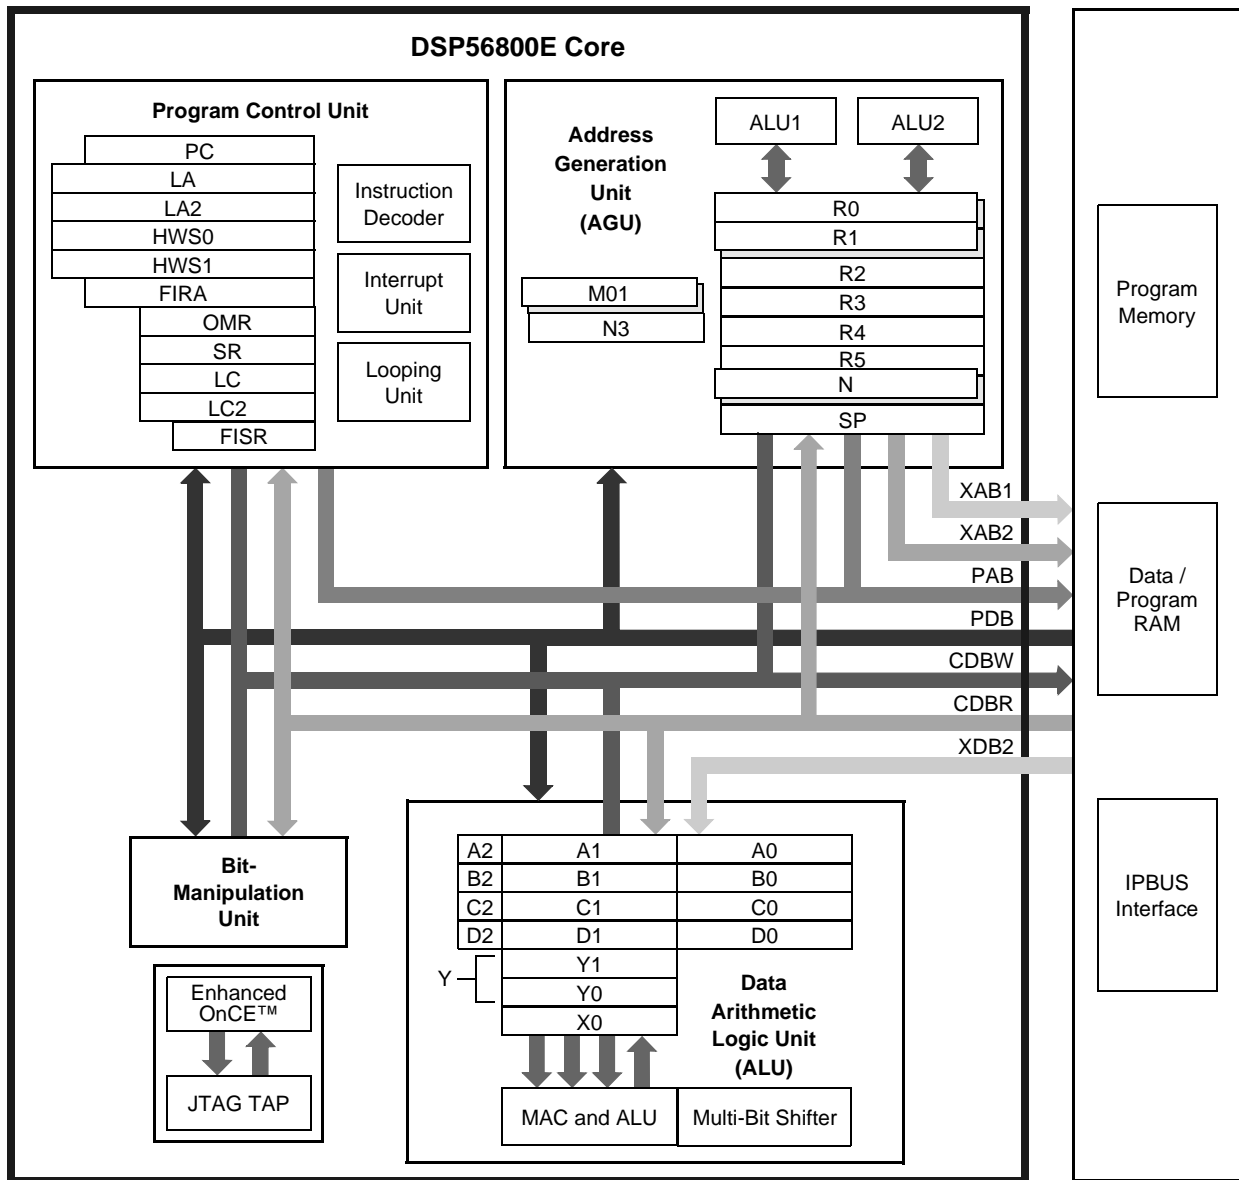 DSP56800E Core
Program Control Unit
PC
LA
LA2
HWS0
HWS1
FIRA
OMR
SR
LC
LC2
FISR
Instruction
Decoder
Interrupt
Unit
Looping
Unit
Address
Generation
Unit
(AGU)
ALU1
ALU2
R0
R1
R2
R3
R4
R5
N
SP
M01
N3
XAB1
XAB2
PAB
PDB
CDBW
CDBR
XDB2
Program
Memory
Data /
Program
RAM
IPBUS
Interface
Bit-
Manipulation
Unit
Enhanced
OnCE™
JTAG TAP
A2 A1 A0
B2 B1 B0
C2 C1 C0
D2 D1 D0
Y
Y1
Y0
X0
Data
Arithmetic
Logic Unit
(ALU)
MAC and ALU
Multi-Bit Shifter